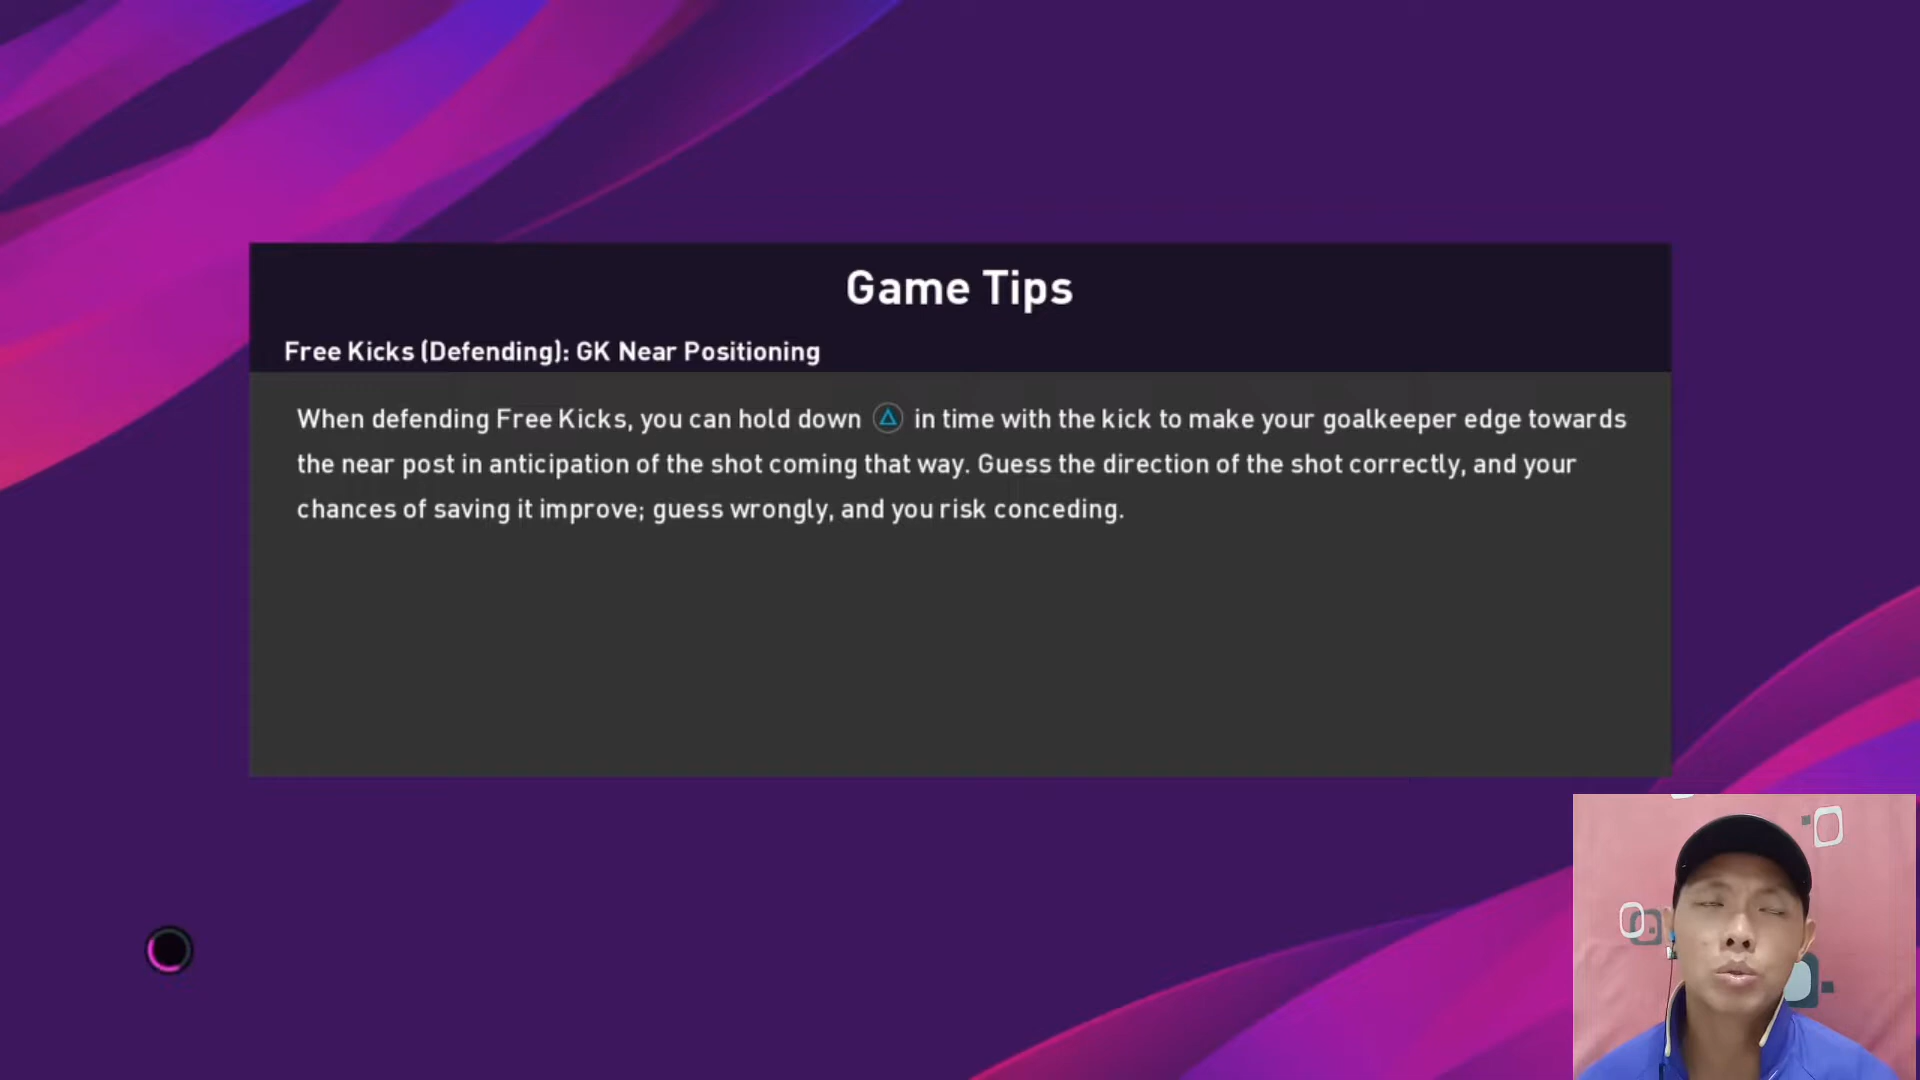 Game Tips
Free Kicks (Defending): GK Near Positioning
When defending Free Kicks, you can hold down △ in time with the kick to make your goalkeeper edge towards
the near post in anticipation of the shot coming that way. Guess the direction of the shot correctly, and your
chances of saving it improve; guess wrongly, and you risk conceding.